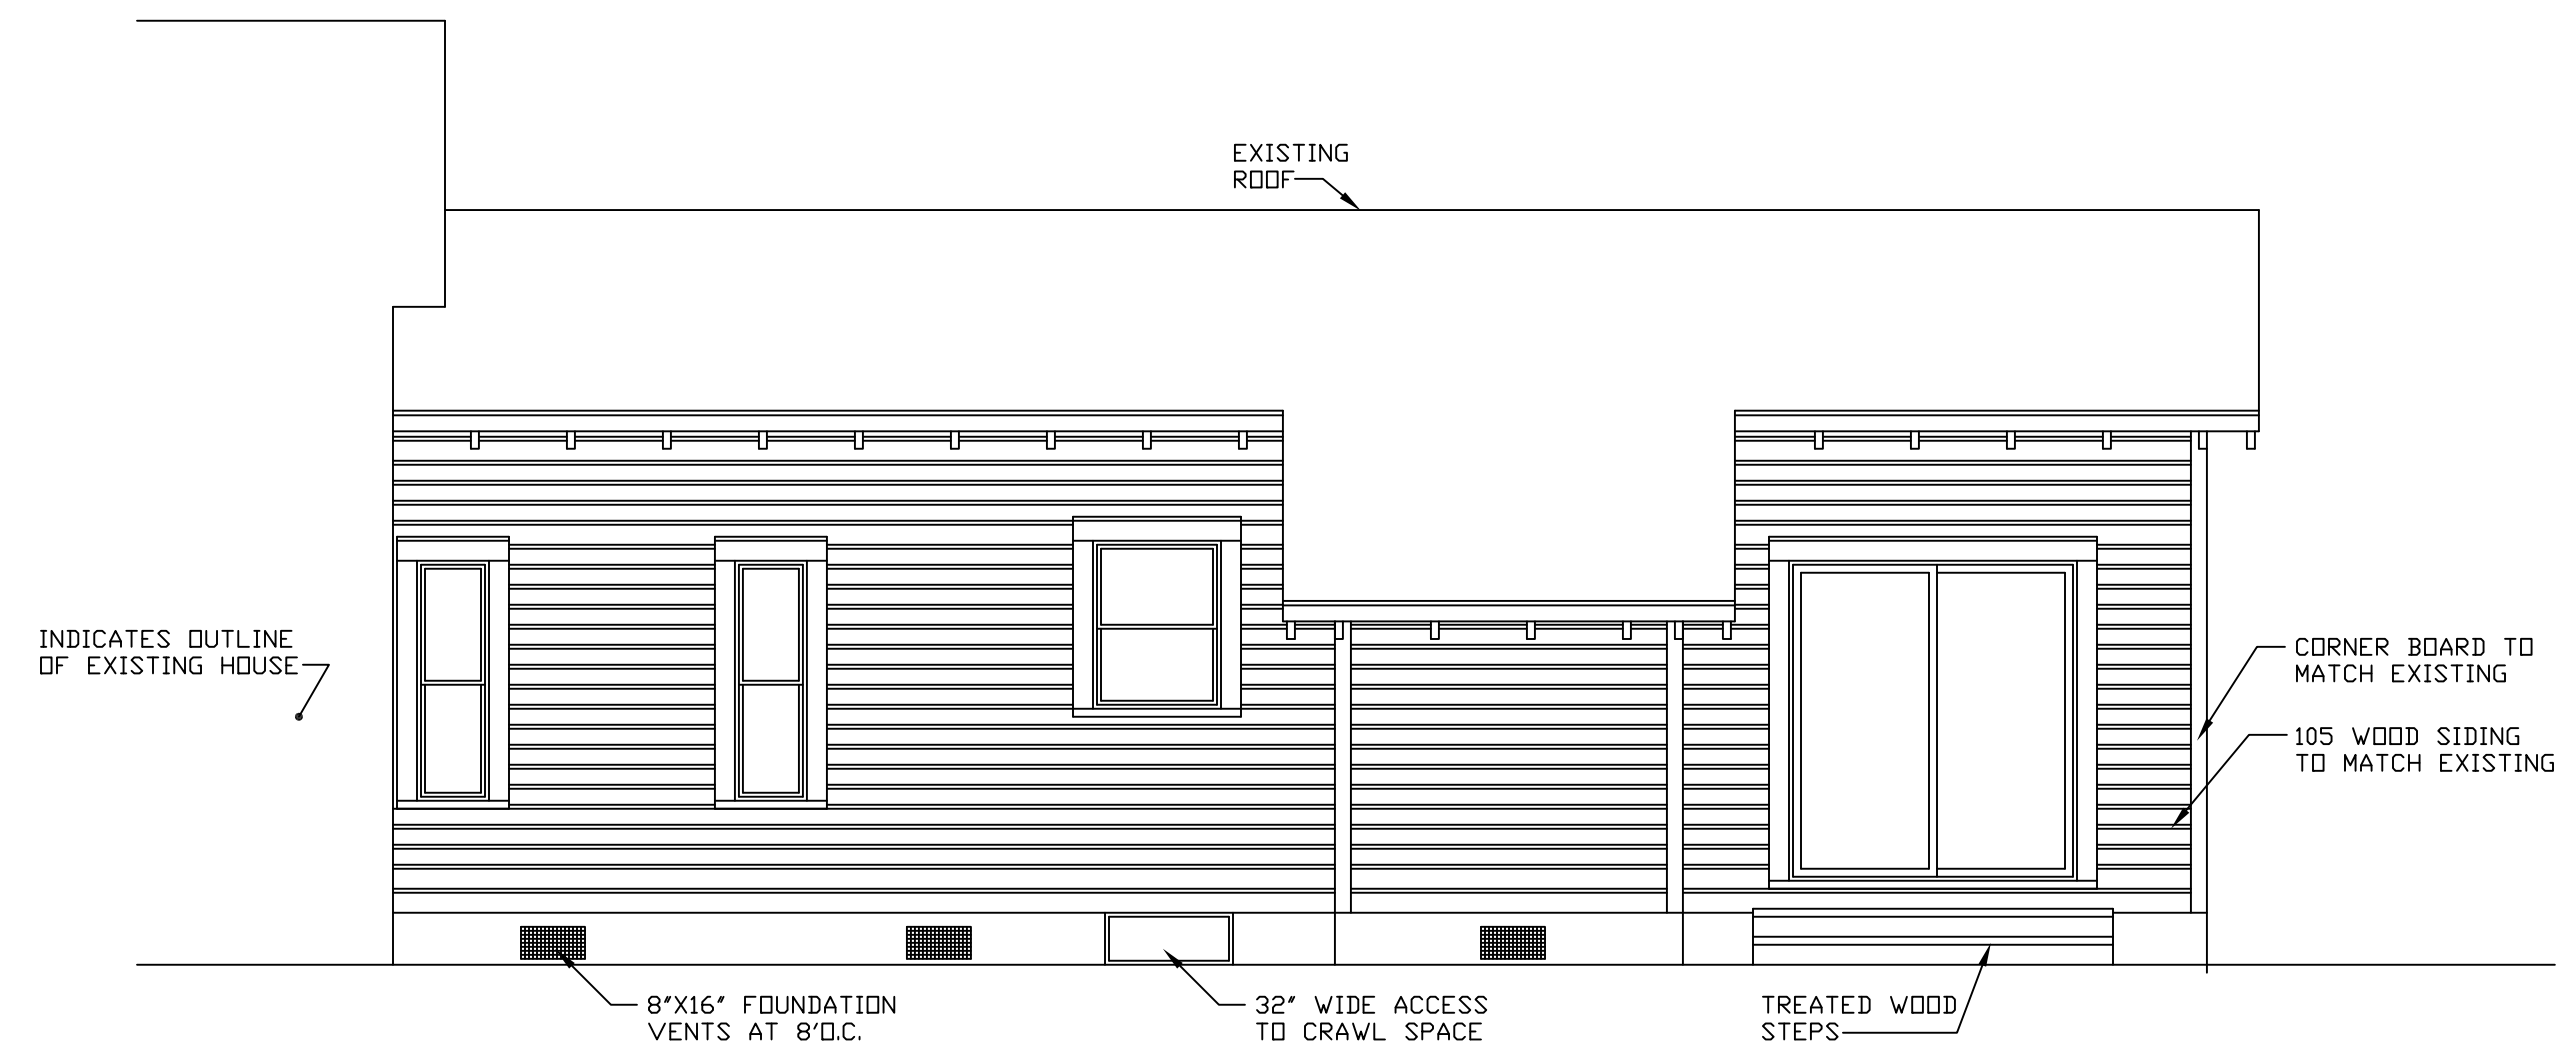 EXISTING
ROOF
INDICATES OUTLINE
OF EXISTING HOUSE
CORNER BOARD TO
MATCH EXISTING
105 WOOD SIDING
TO MATCH EXISTING
8"X16" FOUNDATION
VENTS AT 8'O.C.
32" WIDE ACCESS
TO CRAWL SPACE
TREATED WOOD
STEPS